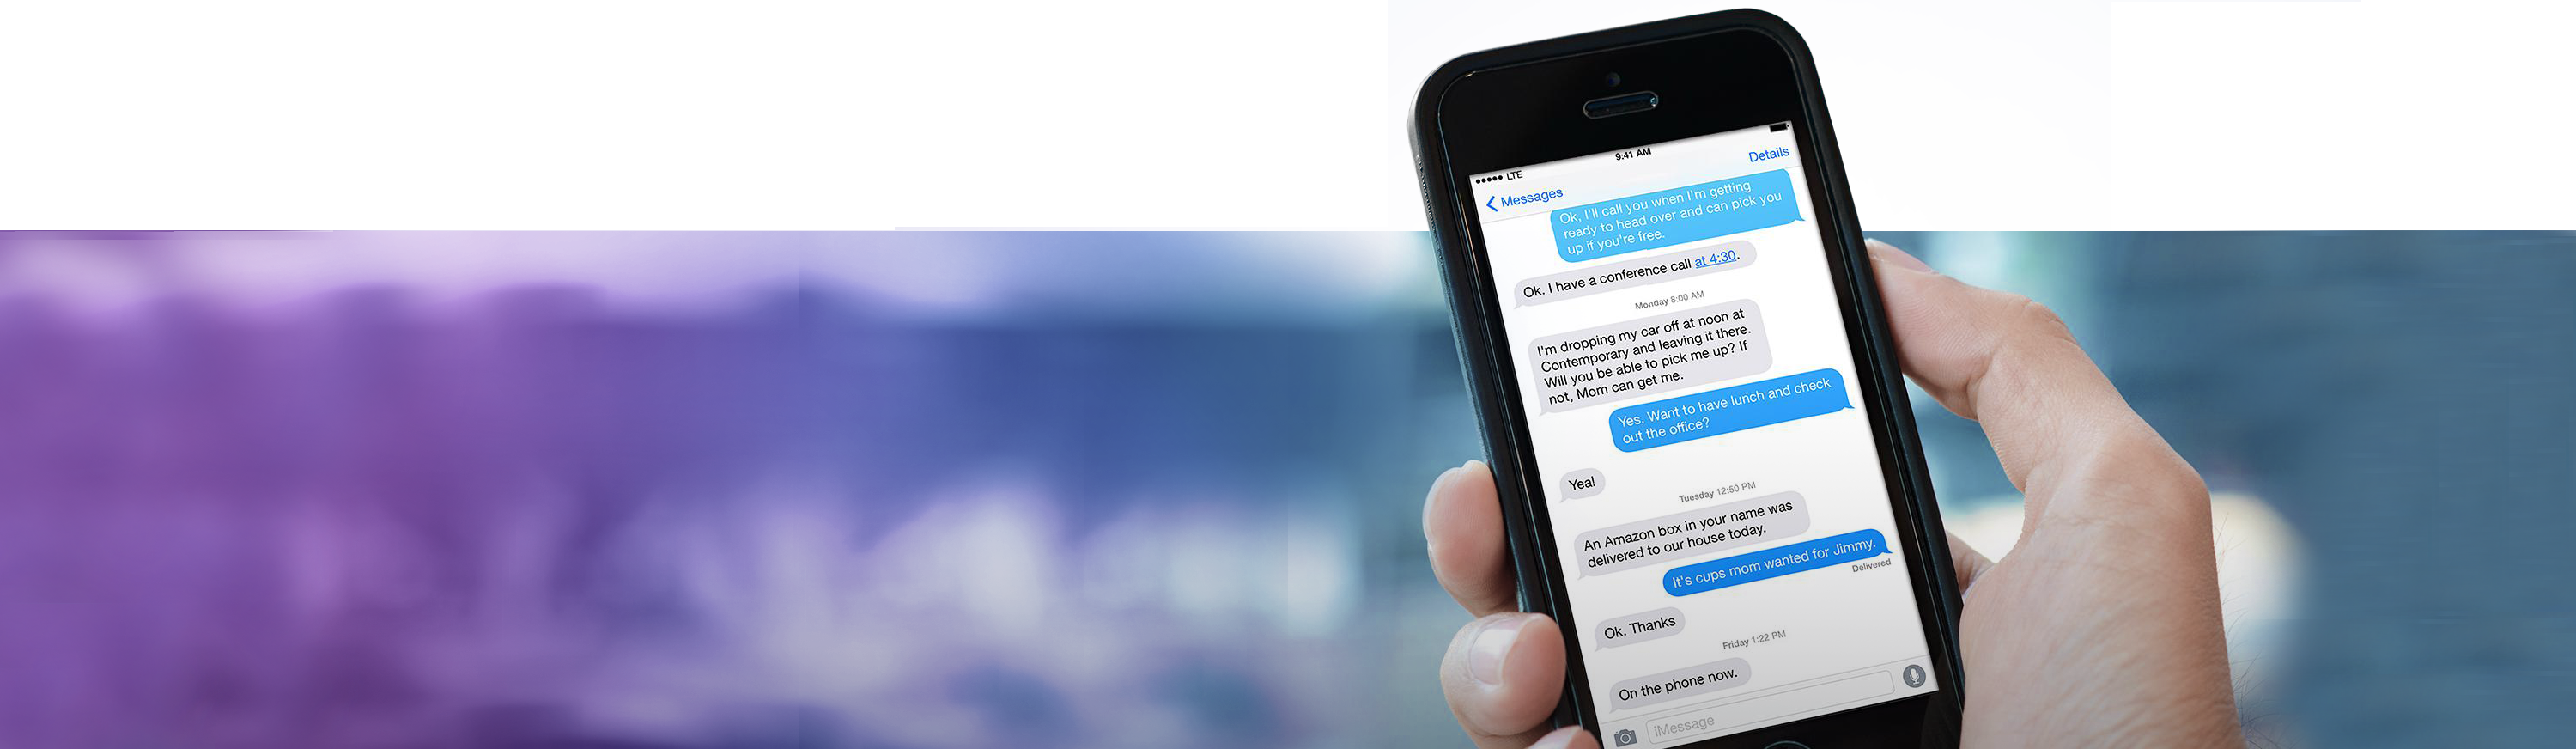 9:41 AM
●●●●● LTE
Messages
Details
Ok, I'll call you when I'm getting
ready to head over and can pick you
up if you're free.
Ok. I have a conference call at 4:30.
Monday 8:00 AM
I'm dropping my car off at noon at
Contemporary and leaving it there.
Will you be able to pick me up? If
not, Mom can get me.
Yes. Want to have lunch and check
out the office?
Yea!
Tuesday 12:50 PM
An Amazon box in your name was
delivered to our house today.
It's cups mom wanted for Jimmy.
Delivered
Ok. Thanks
Friday 1:22 PM
On the phone now.
iMessage